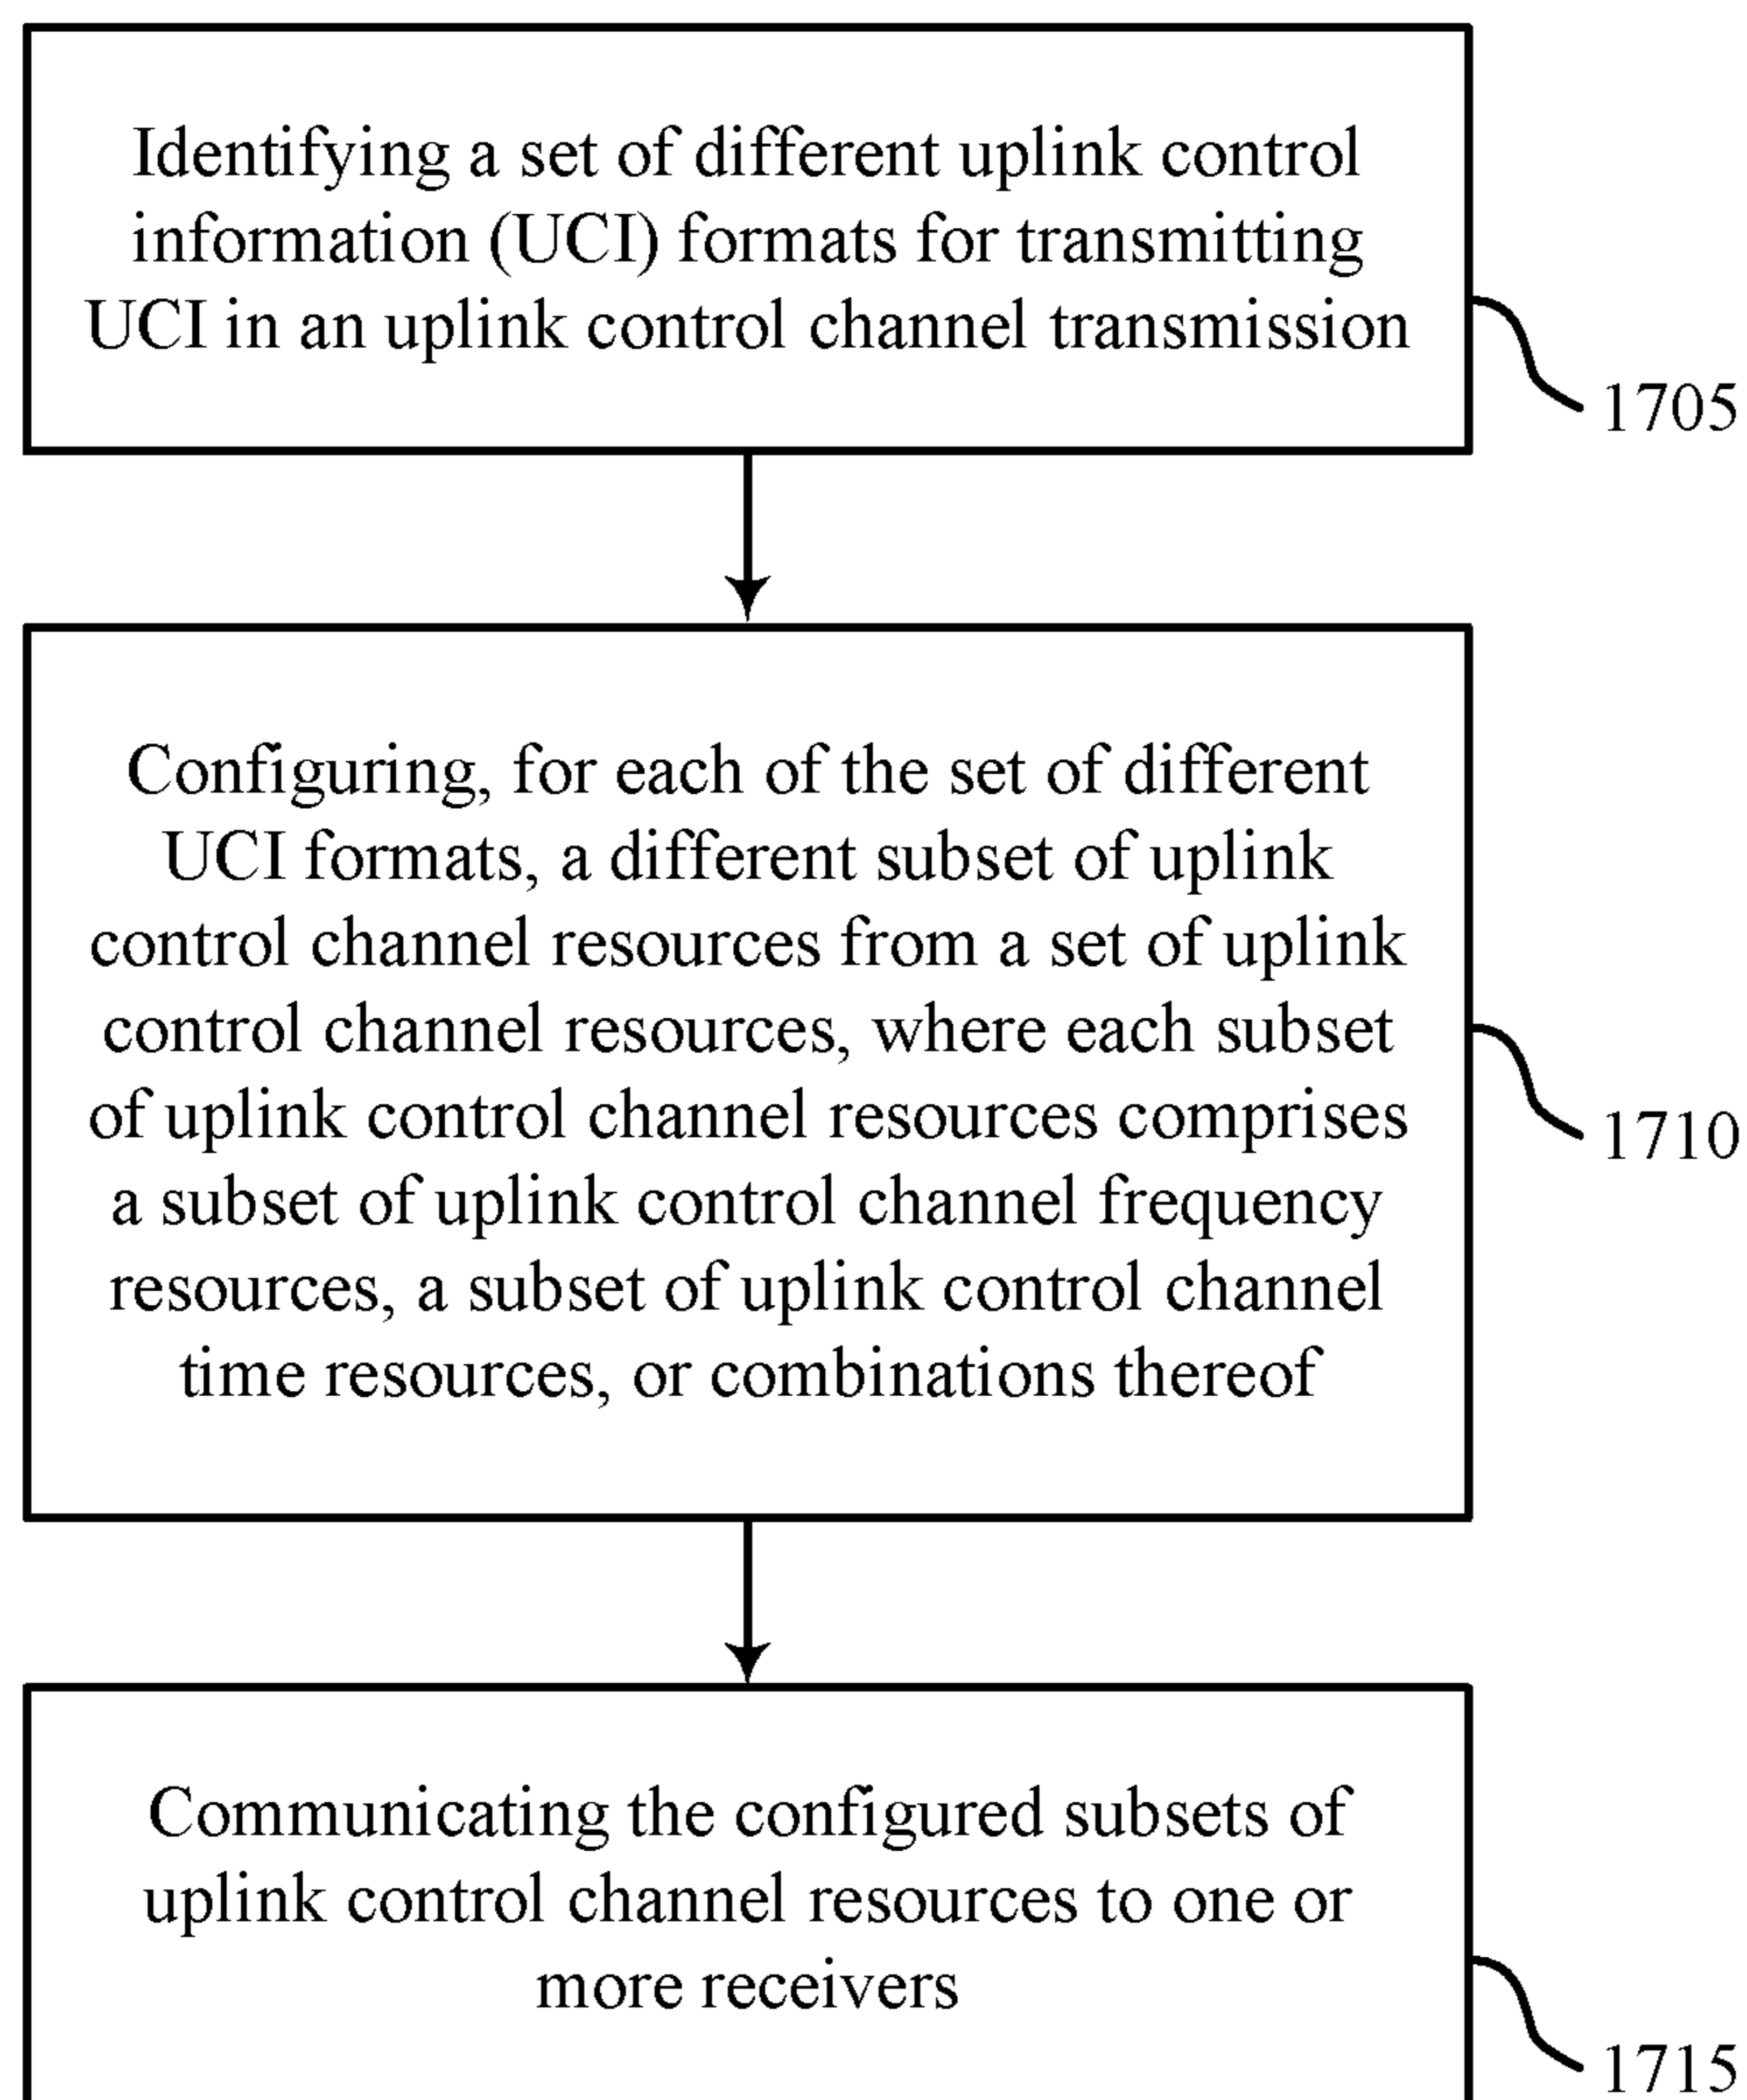 Identifying a set of different uplink control
information (UCI) formats for transmitting
UCI in an uplink control channel transmission
1705
Configuring, for each of the set of different
UCI formats, a different subset of uplink
control channel resources from a set of uplink
control channel resources, where each subset
of uplink control channel resources comprises
a subset of uplink control channel frequency
resources, a subset of uplink control channel
time resources, or combinations thereof
1710
Communicating the configured subsets of
uplink control channel resources to one or
more receivers
1715